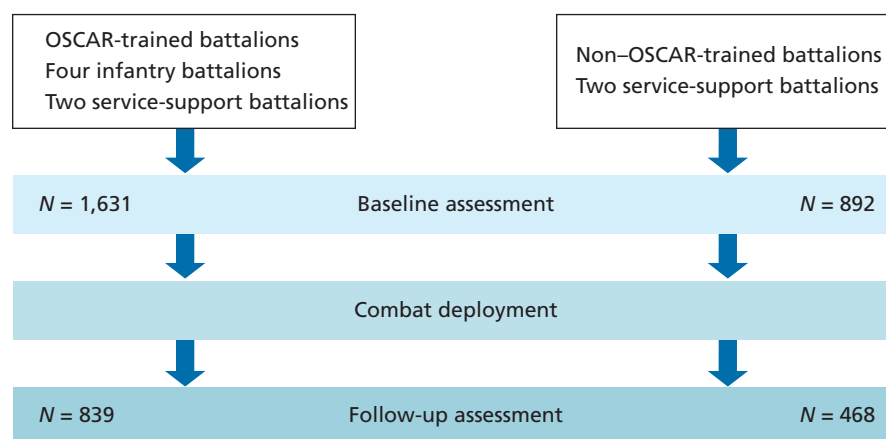 OSCAR-trained battalions
Four infantry battalions
Two service-support battalions
Non–OSCAR-trained battalions
Two service-support battalions
N = 1,631 Baseline assessment N = 892
Combat deployment
N = 839 Follow-up assessment N = 468